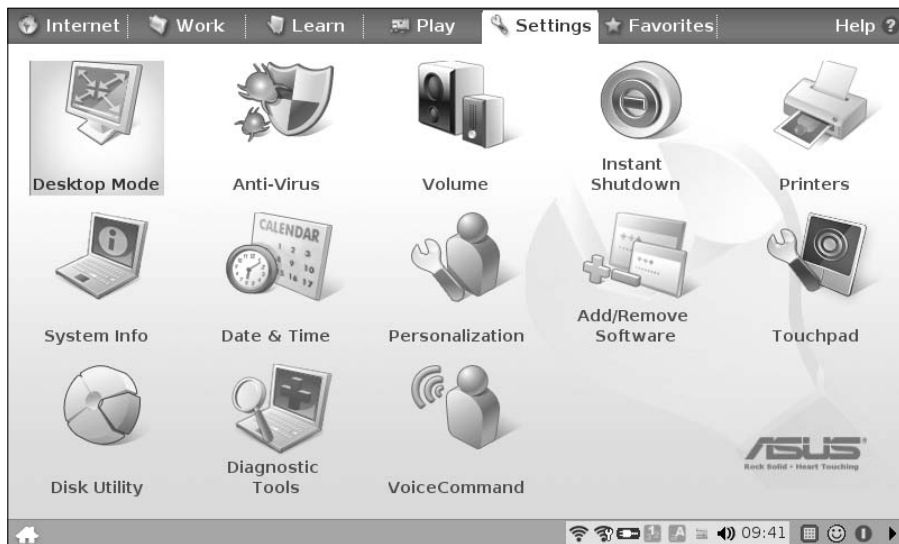 Internet
Work
Learn
Play
Settings
Favorites
Help ?
Desktop Mode
Anti-Virus
Volume
Instant
Shutdown
Printers
CALENDAR
System Info
Date & Time
Personalization
Add/Remove
Software
Touchpad
Disk Utility
Diagnostic
Tools
VoiceCommand
ASUS
Rock Solid • Heart Touching
09:41